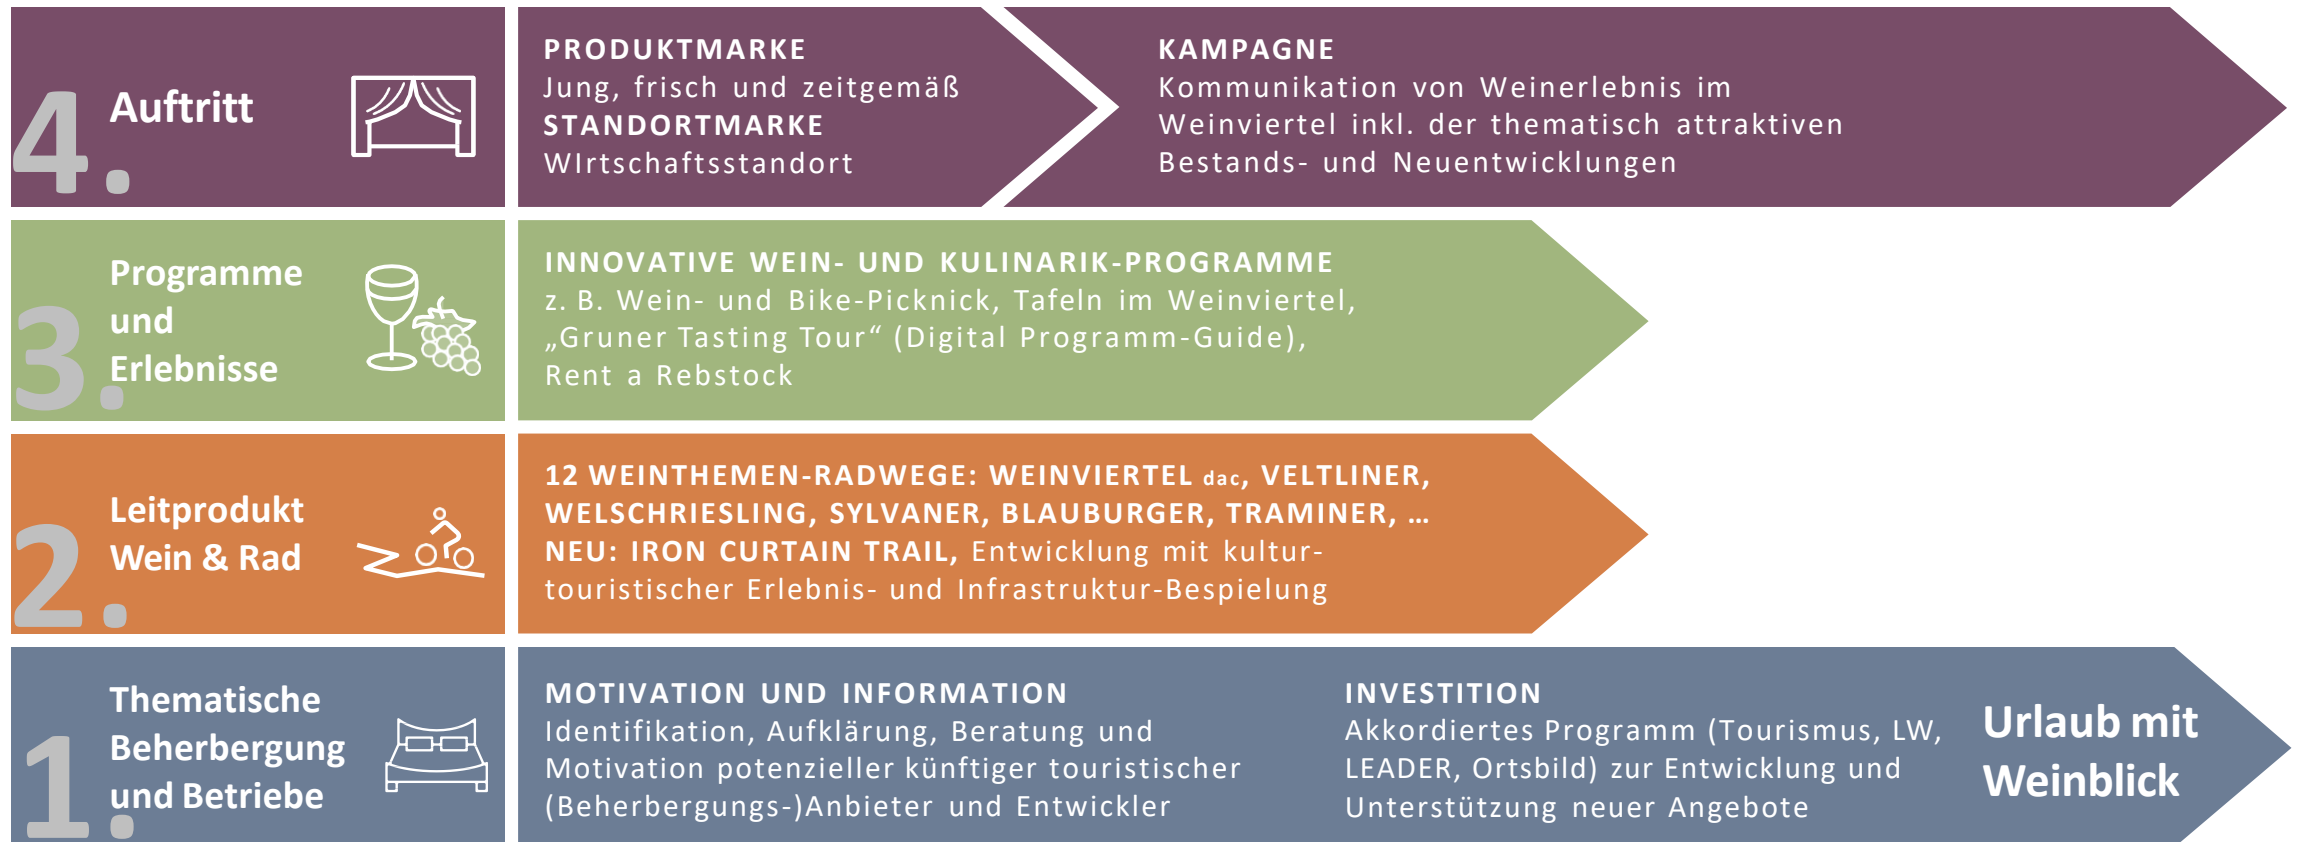 4.
Auftritt
PRODUKTMARKE
Jung, frisch und zeitgemäß
STANDORTMARKE
WIrtschaftsstandort
KAMPAGNE
Kommunikation von Weinerlebnis im
Weinviertel inkl. der thematisch attraktiven
Bestands- und Neuentwicklungen
3.
Programme
und
Erlebnisse
INNOVATIVE WEIN- UND KULINARIK-PROGRAMME
z. B. Wein- und Bike-Picknick, Tafeln im Weinviertel,
„Gruner Tasting Tour“ (Digital Programm-Guide),
Rent a Rebstock
2.
Leitprodukt
Wein & Rad
12 WEINTHEMEN-RADWEGE: WEINVIERTEL dac, VELTLINER,
WELSCHRIESLING, SYLVANER, BLAUBURGER, TRAMINER, …
NEU: IRON CURTAIN TRAIL, Entwicklung mit kultur-
touristischer Erlebnis- und Infrastruktur-Bespielung
1.
Thematische
Beherbergung
und Betriebe
MOTIVATION UND INFORMATION
Identifikation, Aufklärung, Beratung und
Motivation potenzieller künftiger touristischer
(Beherbergungs-)Anbieter und Entwickler
INVESTITION
Akkordiertes Programm (Tourismus, LW,
LEADER, Ortsbild) zur Entwicklung und
Unterstützung neuer Angebote
Urlaub mit
Weinblick